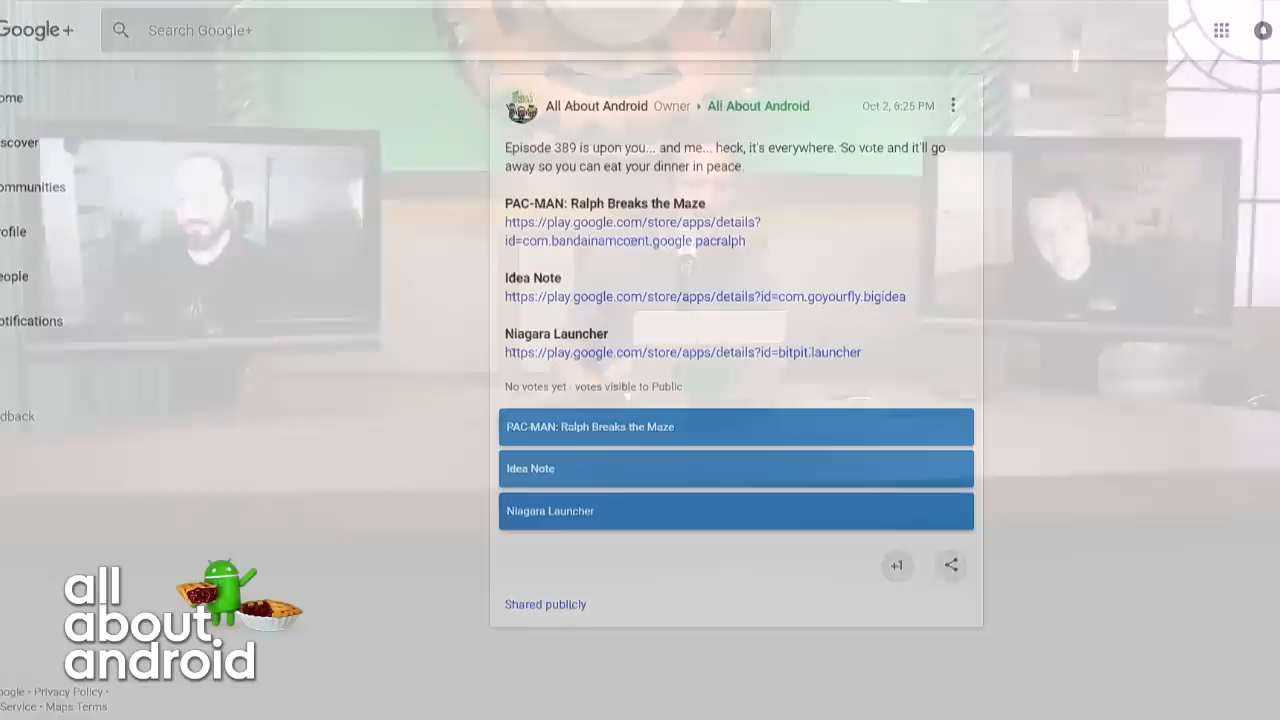 Google+
Search Google+
ome
iscover
ommunities
ofile
eople
otifications
dback
All About Android Owner › All About Android
Oct 2, 6:25 PM
Episode 389 is upon you... and me... heck, it's everywhere. So vote and it'll go
away so you can eat your dinner in peace.
PAC-MAN: Ralph Breaks the Maze
https://play.google.com/store/apps/details?
id=com.bandainamcoent.google.pacralph
Idea Note
https://play.google.com/store/apps/details?id=com.goyourfly.bigidea
Niagara Launcher
https://play.google.com/store/apps/details?id=bitpit.launcher
No votes yet · votes visible to Public
PAC-MAN: Ralph Breaks the Maze
Idea Note
Niagara Launcher
+1
Shared publicly
all
about
android
oogle • Privacy Policy •
Service • Maps Terms